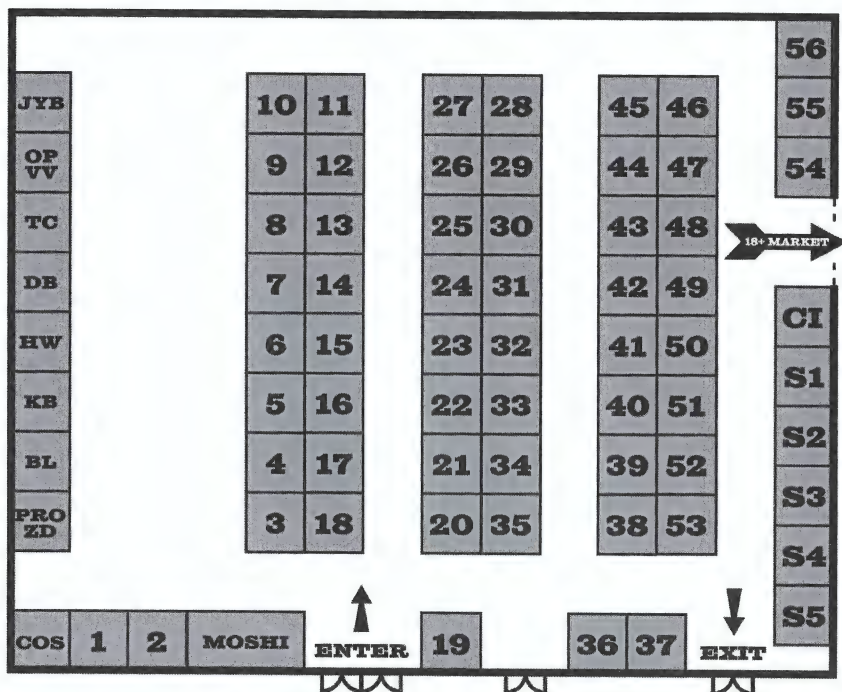 56
JYB 10 11 27 28 45 46 55
OP
VV 9 12 26 29 44 47 54
TC 8 13 25 30 43 48 18+ MARKET
DB 7 14 24 31 42 49
CI
HW 6 15 23 32 41 50
S1
KB 5 16 22 33 40 51
S2
BL 4 17 21 34 39 52
S3
PRO
ZD 3 18 20 35 38 53
S4
S5
COS 1 2 MOSHI ENTER 19 36 37 EXIT